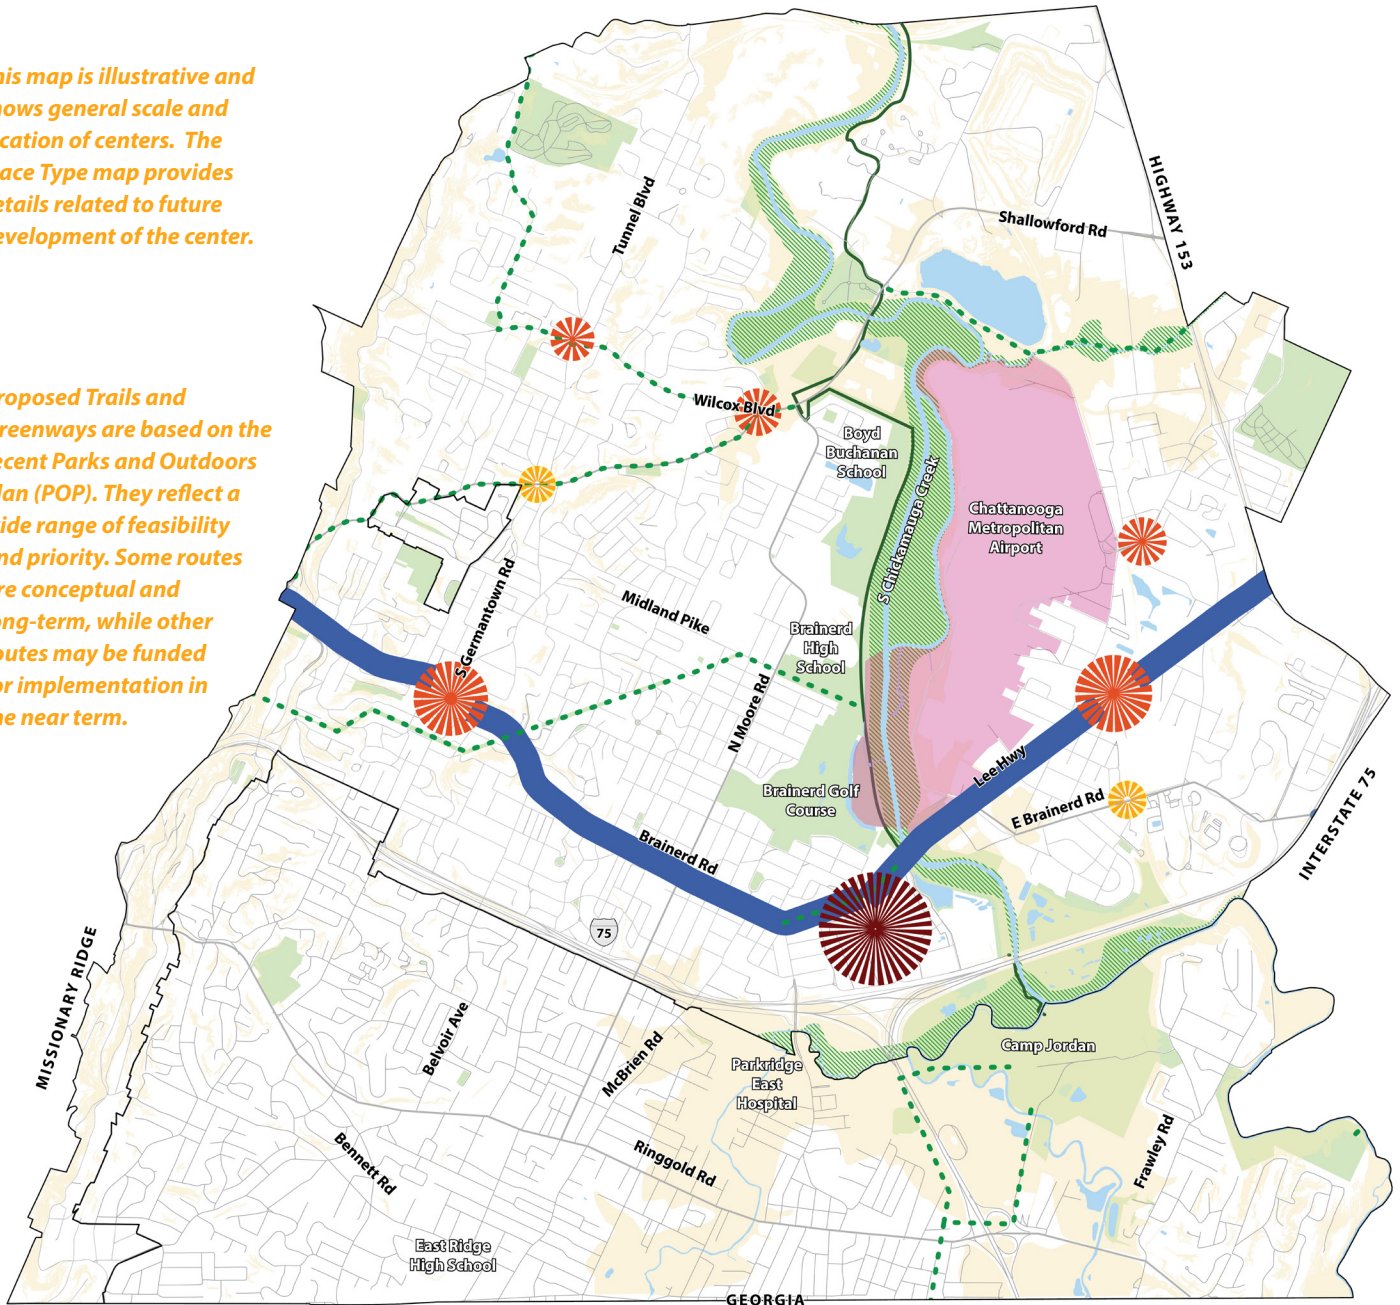 his map is illustrative and
hows general scale and
cation of centers. The
ace Type map provides
etails related to future
evelopment of the center.
roposed Trails and
reenways are based on the
ecent Parks and Outdoors
lan (POP). They reflect a
ide range of feasibility
nd priority. Some routes
re conceptual and
ong-term, while other
outes may be funded
or implementation in
he near term.
HIGHWAY 153
Tunnel Blvd
Shallowford Rd
Wilcox Blvd
Boyd
Buchanan
School
S Chickamauga Creek
Chattanooga
Metropolitan
Airport
S Germantown Rd
Midland Pike
Brainerd
High
School
N Moore Rd
Lee Hwy
Brainerd Golf
Course
E Brainerd Rd
INTERSTATE 75
Brainerd Rd
75
MISSIONARY RIDGE
Belvoir Ave
McBrien Rd
Parkridge
East
Hospital
Camp Jordan
Frawley Rd
Bennett Rd
Ringgold Rd
East Ridge
High School
GEORGIA